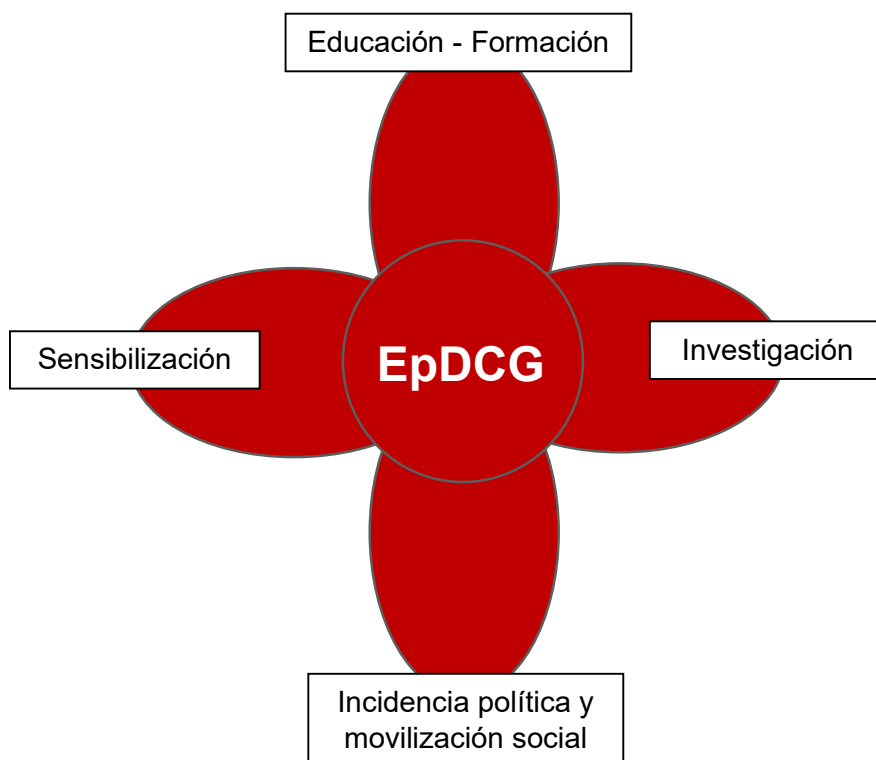 Educación - Formación
Sensibilización
EpDCG
Investigación
Incidencia política y
movilización social